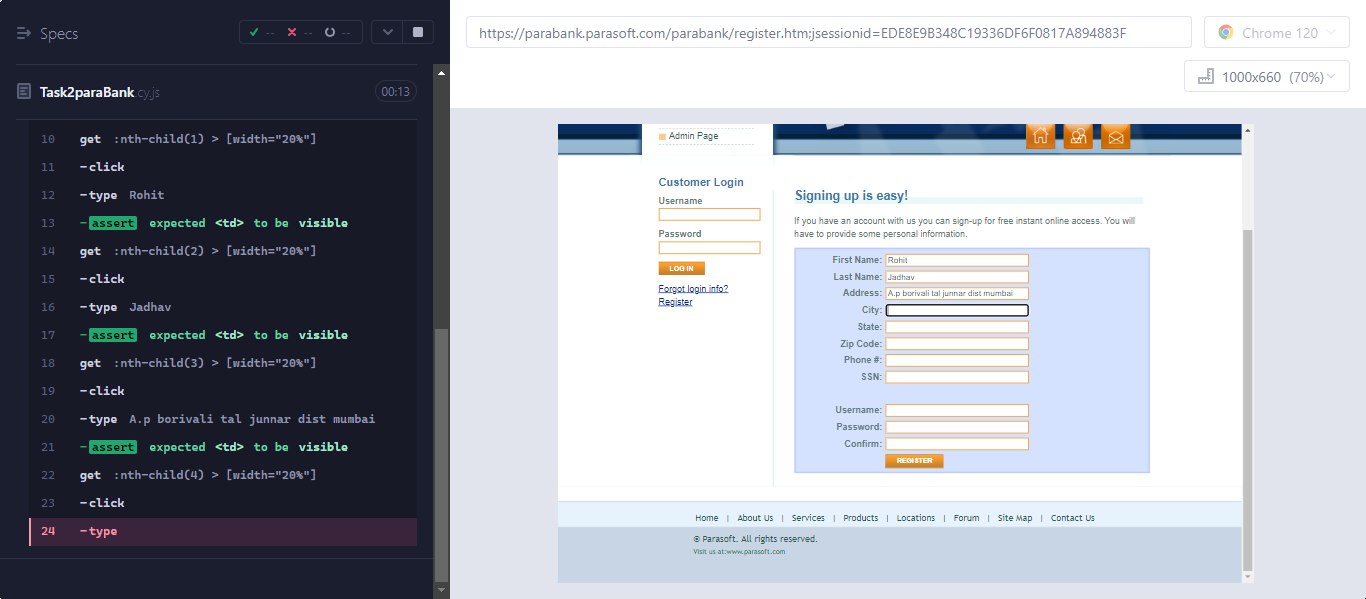 Specs
-- -- --
Task2paraBank.cy.js 00:13
10 get :nth-child(1) > [width="20%"]
11 -click
12 -type Rohit
13 -assert expected <td> to be visible
14 get :nth-child(2) > [width="20%"]
15 -click
16 -type Jadhav
17 -assert expected <td> to be visible
18 get :nth-child(3) > [width="20%"]
19 -click
20 -type A.p borivali tal junnar dist mumbai
21 -assert expected <td> to be visible
22 get :nth-child(4) > [width="20%"]
23 -click
24 -type
https://parabank.parasoft.com/parabank/register.htm;jsessionid=EDE8E9B348C19336DF6F0817A894883F
Chrome 120
1000x660 (70%)
Admin Page
Customer Login
Username
Password
LOG IN
Forgot login info?
Register
Signing up is easy!
If you have an account with us you can sign-up for free instant online access. You will
have to provide some personal information.
First Name: Rohit
Last Name: Jadhav
Address: A.p borivali tal junnar dist mumbai
City:
State:
Zip Code:
Phone #:
SSN:
Username:
Password:
Confirm:
REGISTER
Home | About Us | Services | Products | Locations | Forum | Site Map | Contact Us
© Parasoft. All rights reserved.
Visit us at:www.parasoft.com